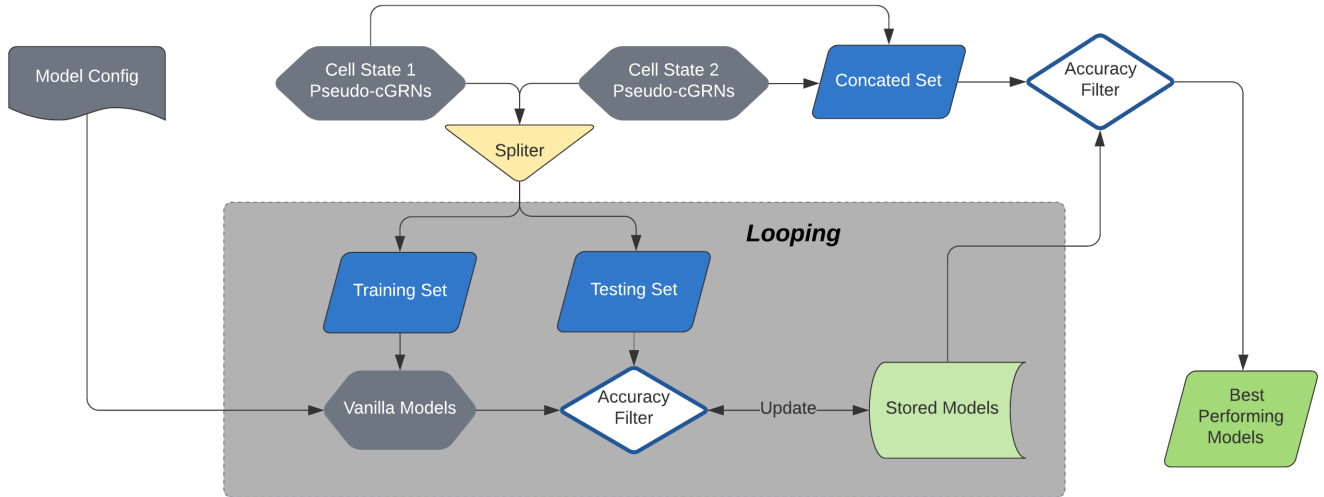 Model Config
Cell State 1
Pseudo-cGRNs
Cell State 2
Pseudo-cGRNs
Concated Set
Accuracy
Filter
Spliter
Looping
Training Set
Testing Set
Vanilla Models
Accuracy
Filter
Update
Stored Models
Best
Performing
Models